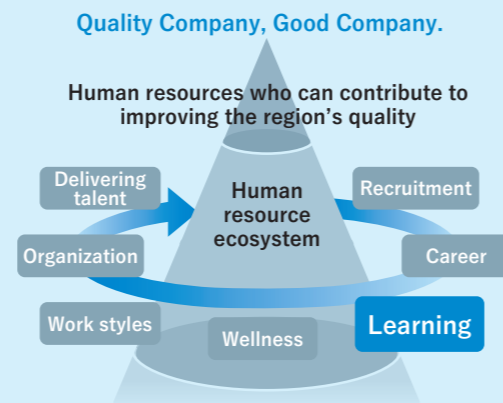 Quality Company, Good Company.
Human resources who can contribute to
improving the region's quality
Delivering
talent
Human
resource
ecosystem
Recruitment
Organization
Career
Work styles
Wellness
Learning